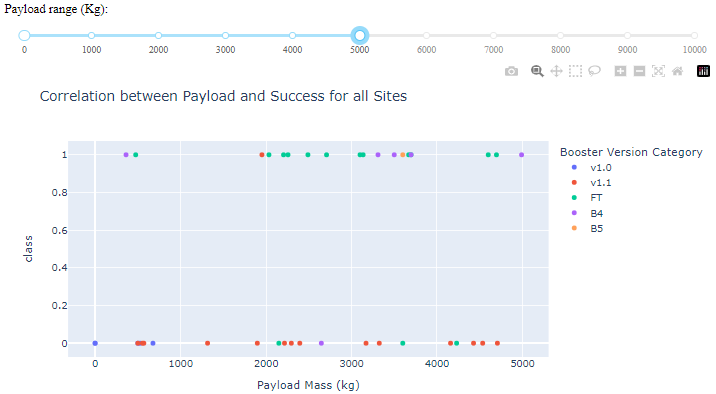 Payload range (Kg):
0 1000 2000 3000 4000 5000 6000 7000 8000 9000 10000
Correlation between Payload and Success for all Sites
Booster Version Category
v1.0
v1.1
FT
B4
B5
class
1
0.8
0.6
0.4
0.2
0
0 1000 2000 3000 4000 5000
Payload Mass (kg)